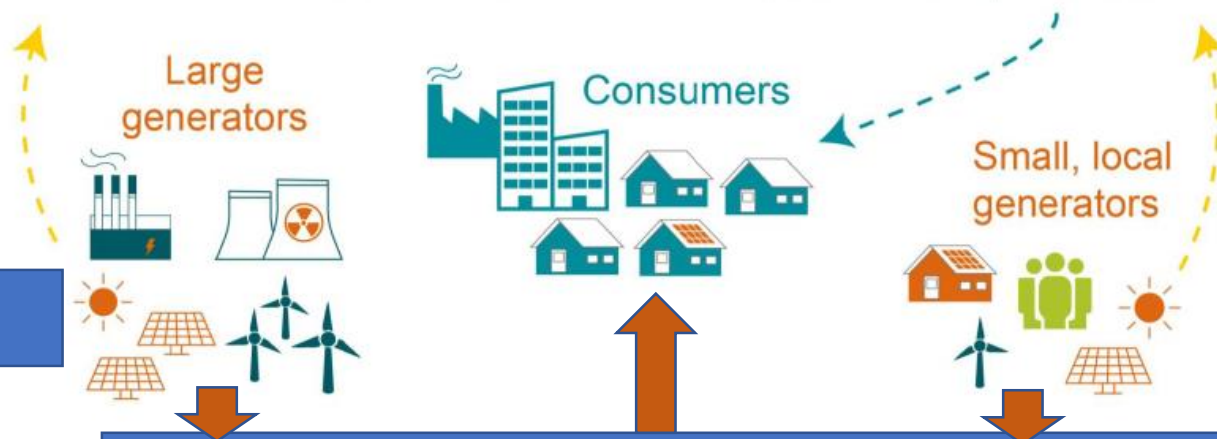 Large
generators
Consumers
Small, local
generators